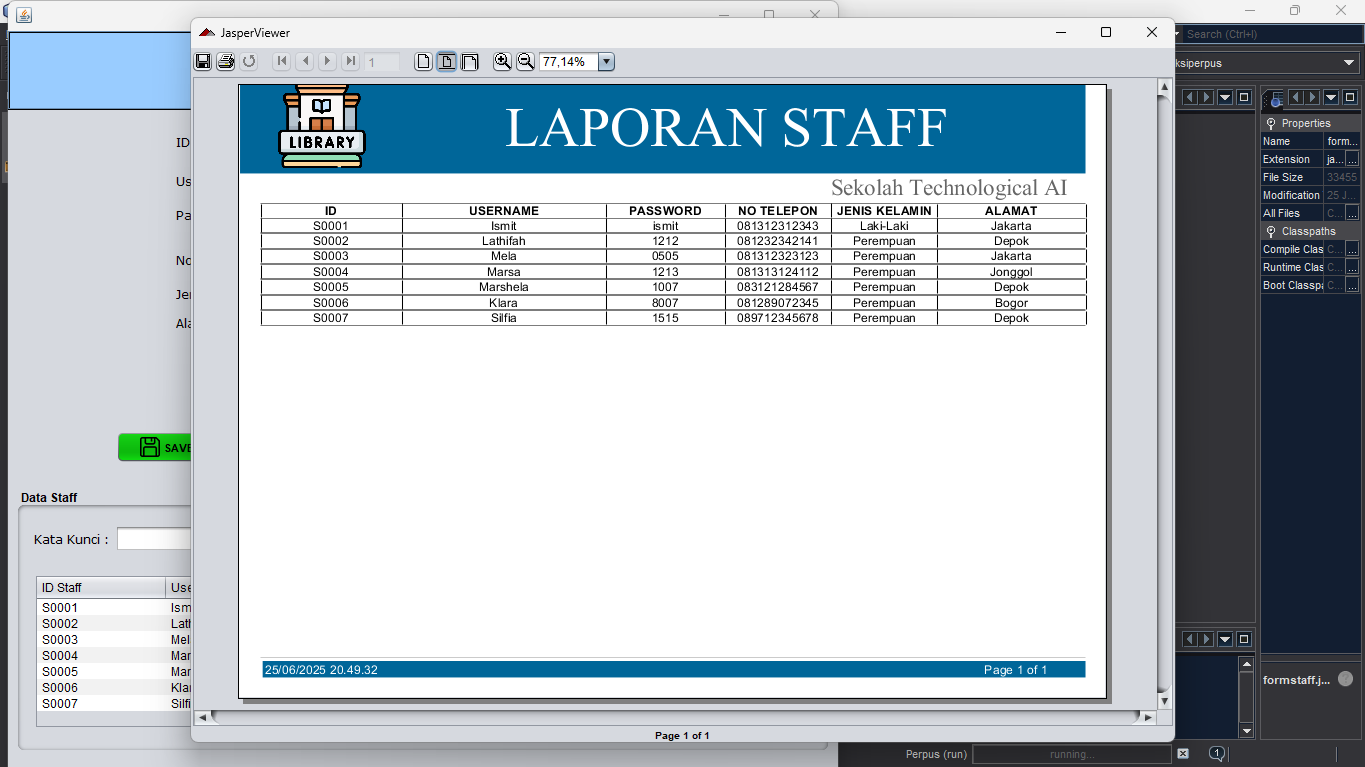 JasperViewer
Search (Ctrl+I)
1
77,14%
ksiperpus
LIBRARY
LAPORAN STAFF
Sekolah Technological AI
ID USERNAME PASSWORD NO TELEPON JENIS KELAMIN ALAMAT
S0001 Ismit ismit 081312312343 Laki-Laki Jakarta
S0002 Lathifah 1212 081232342141 Perempuan Depok
S0003 Mela 0505 081312323123 Perempuan Jakarta
S0004 Marsa 1213 081313124112 Perempuan Jonggol
S0005 Marshela 1007 083121284567 Perempuan Depok
S0006 Klara 8007 081289072345 Perempuan Bogor
S0007 Silfia 1515 089712345678 Perempuan Depok
25/06/2025 20.49.32 Page 1 of 1
Page 1 of 1
ID
Us
Pa
No
Je
Ala
SAVE
Data Staff
Kata Kunci :
ID Staff Use
S0001 Ism
S0002 Lath
S0003 Mel
S0004 Mar
S0005 Mar
S0006 Klar
S0007 Silfi
Properties
Name form...
Extension ja... ...
File Size 33455
Modification 25 J...
All Files C... ...
Classpaths
Compile Clas C... ...
Runtime Clas C... ...
Boot Classpa C... ...
formstaff.j... ?
Perpus (run) running... 1